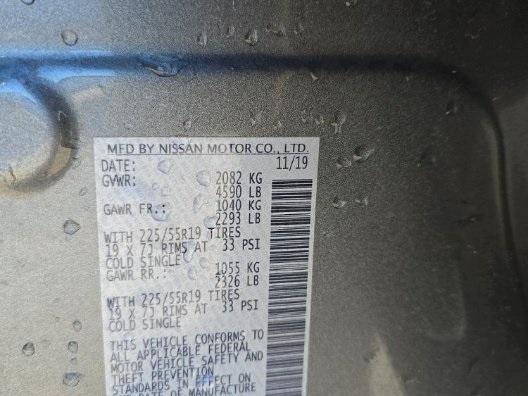 MFD BY NISSAN MOTOR CO., LTD.
DATE: 11/19
GVWR: 2082 KG
4590 LB
GAWR FR.: 1040 KG
2293 LB
WITH 225/55R19 TIRES
19 X 7J RIMS AT 33 PSI
COLD SINGLE
GAWR RR.: 1055 KG
2326 LB
WITH 225/55R19 TIRES
19 X 7J RIMS AT 33 PSI
COLD SINGLE
THIS VEHICLE CONFORMS TO
ALL APPLICABLE FEDERAL
MOTOR VEHICLE SAFETY AND
THEFT PREVENTION
STANDARDS IN EFFECT ON
DATE OF MANUFACTURE